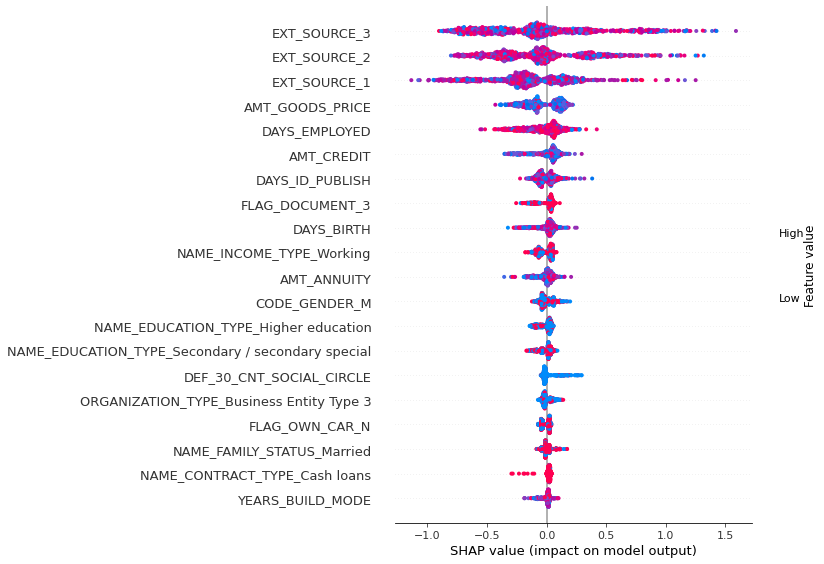 EXT_SOURCE_3
EXT_SOURCE_2
EXT_SOURCE_1
AMT_GOODS_PRICE
DAYS_EMPLOYED
AMT_CREDIT
DAYS_ID_PUBLISH
FLAG_DOCUMENT_3
DAYS_BIRTH
NAME_INCOME_TYPE_Working
AMT_ANNUITY
CODE_GENDER_M
NAME_EDUCATION_TYPE_Higher education
NAME_EDUCATION_TYPE_Secondary / secondary special
DEF_30_CNT_SOCIAL_CIRCLE
ORGANIZATION_TYPE_Business Entity Type 3
FLAG_OWN_CAR_N
NAME_FAMILY_STATUS_Married
NAME_CONTRACT_TYPE_Cash loans
YEARS_BUILD_MODE
−1.0 −0.5 0.0 0.5 1.0 1.5
SHAP value (impact on model output)
High
Low
Feature value